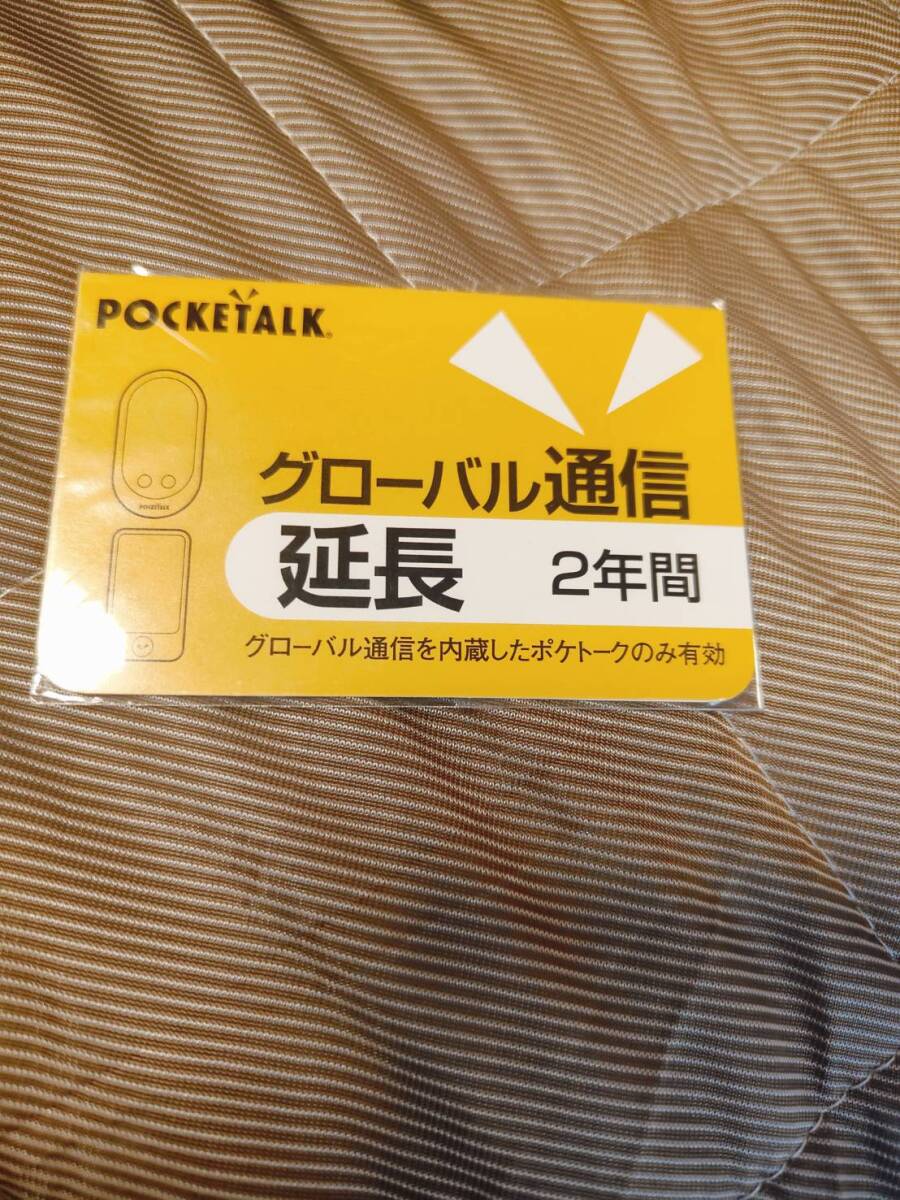 POCKETALK®
グローバル通信
延長 2年間
グローバル通信を内蔵したポケトークのみ有効
POCKETALK